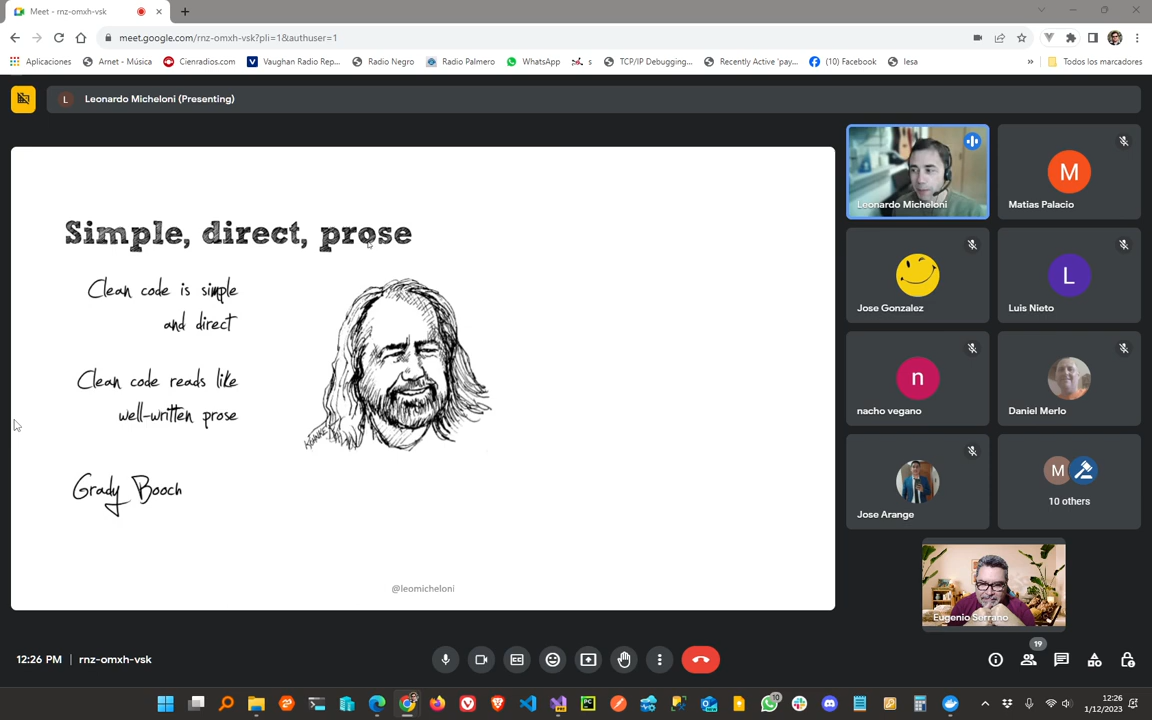 Meet - rnz-omxh-vsk
meet.google.com/rnz-omxh-vsk?pli=1&authuser=1
Aplicaciones
Arnet - Música
Cienradios.com
Vaughan Radio Rep...
Radio Negro
Radio Palmero
WhatsApp
s
TCP/IP Debugging...
Recently Active 'pay...
(10) Facebook
Iesa
»
Todos los marcadores
L
Leonardo Micheloni (Presenting)
Simple, direct, prose
Clean code is simple
and direct
Clean code reads like
well-written prose
Grady Booch
@leomicheloni
Leonardo Micheloni
M
Matias Palacio
Jose Gonzalez
L
Luis Nieto
n
nacho vegano
Daniel Merlo
Jose Arange
M
10 others
Eugenio Serrano
12:26 PM | rnz-omxh-vsk
19
10
12:26
1/12/2023